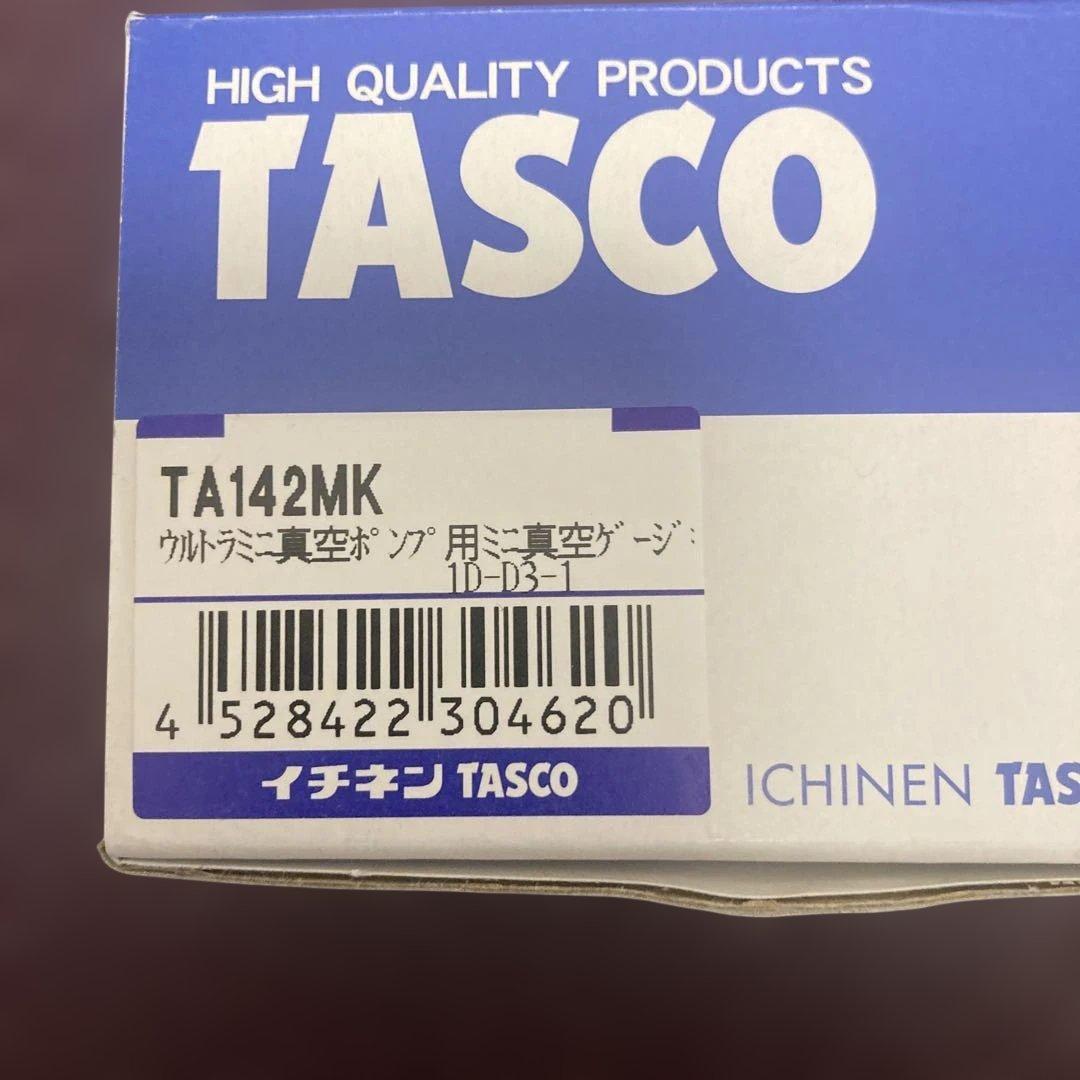 HIGH QUALITY PRODUCTS
TASCO
TA142MK
ｳﾙﾄﾗﾐﾆ真空ﾎﾟﾝﾌﾟ用ﾐﾆ真空ｹﾞｰｼﾞ
1D-D3-1
4 528422 304620
イチネン TASCO
ICHINEN TAS